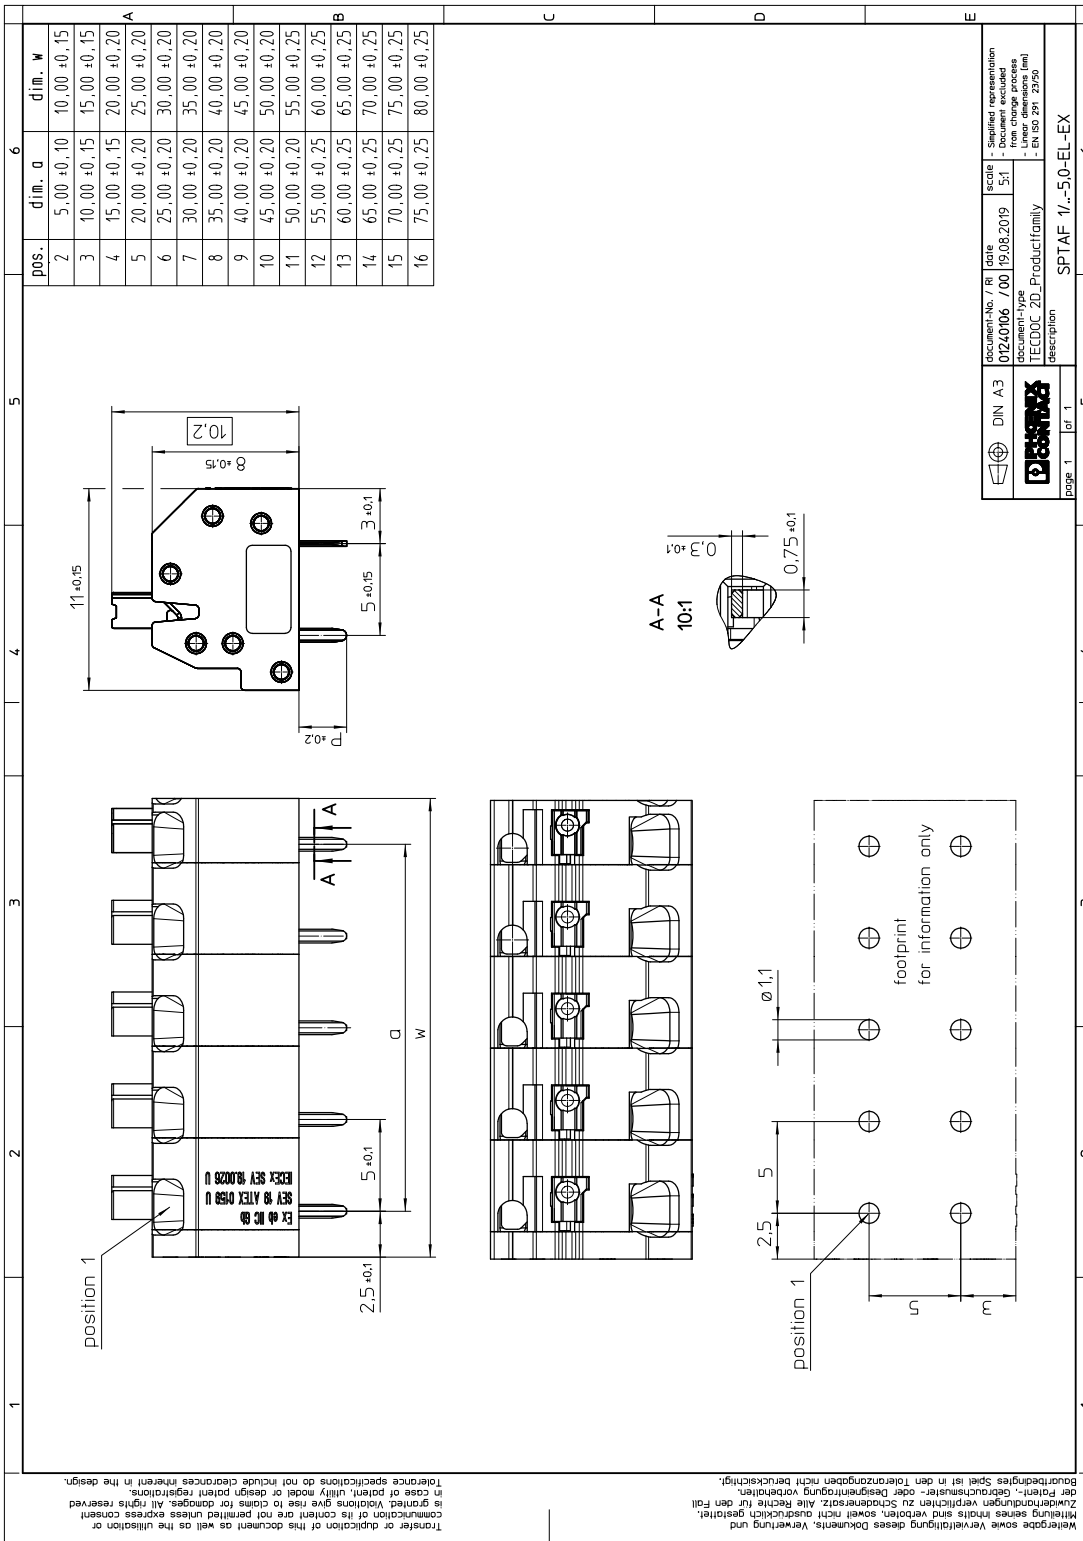 1
2
3
4
5
6
A
B
C
D
E
pos. dim. a dim. w
2 5,00 ±0,10 10,00 ±0,15
3 10,00 ±0,15 15,00 ±0,15
4 15,00 ±0,15 20,00 ±0,20
5 20,00 ±0,20 25,00 ±0,20
6 25,00 ±0,20 30,00 ±0,20
7 30,00 ±0,20 35,00 ±0,20
8 35,00 ±0,20 40,00 ±0,20
9 40,00 ±0,20 45,00 ±0,20
10 45,00 ±0,20 50,00 ±0,20
11 50,00 ±0,20 55,00 ±0,25
12 55,00 ±0,25 60,00 ±0,25
13 60,00 ±0,25 65,00 ±0,25
14 65,00 ±0,25 70,00 ±0,25
15 70,00 ±0,25 75,00 ±0,25
16 75,00 ±0,25 80,00 ±0,25
position 1
Ex eb IIC Gb
SEV 18 ATEX 0158 U
IECEx SEV 18.0026 U
2,5 ±0,1
5 ±0,1
a
w
A
A
11 ±0,15
10,2
8 ±0,15
P ±0,2
5 ±0,15
3 ±0,1
A-A
10:1
0,3 ±0,1
0,75 ±0,1
position 1
2,5
5
ø1,1
footprint
for information only
5
3
DIN A3
PHOENIX
CONTACT
page 1 of 1
document-No. / RI
01240106 / 00
date
19.08.2019
scale
5:1
- Simplified representation
- Document excluded
from change process
- Linear dimensions [mm]
- EN ISO 291 23/50
document-type
TECDOC 2D_Productfamily
description
SPTAF 1/..-5,0-EL-EX
Transfer or duplication of this document as well as the utilisation or
communication of its content are not permitted unless express consent
is granted. Violations give rise to claims for damages. All rights reserved
in case of patent, utility model or design patent registrations.
Tolerance specifications do not include clearances inherent in the design.
Weitergabe sowie Vervielfältigung dieses Dokuments, Verwertung und
Mitteilung seines Inhalts sind verboten, soweit nicht ausdrücklich gestattet.
Zuwiderhandlungen verpflichten zu Schadenersatz. Alle Rechte für den Fall
der Patent-, Gebrauchsmuster- oder Designeintragung vorbehalten.
Bauartbedingtes Spiel ist in den Toleranzangaben nicht berücksichtigt.